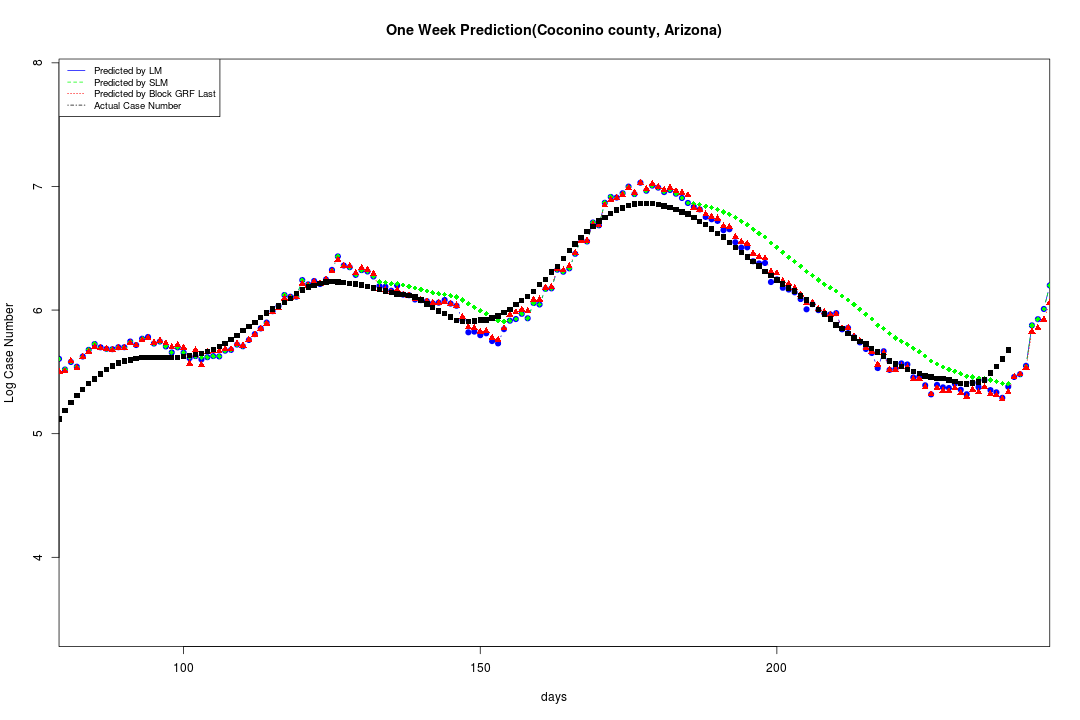 One Week Prediction(Coconino county, Arizona)
Predicted by LM
Predicted by SLM
Predicted by Block GRF Last
Actual Case Number
8
7
6
5
4
Log Case Number
100 150 200
days